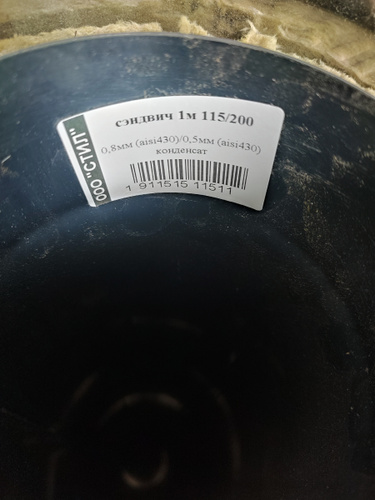 сэндвич 1м 115/200
0,8мм (aisi430)/0,5мм (aisi430)
конденсат
1 911515 11511
ООО "СТИЛ"